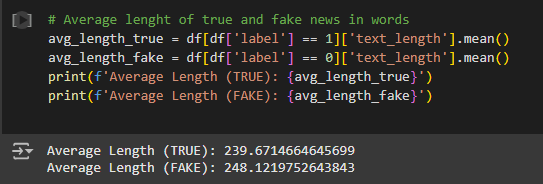 # Average lenght of true and fake news in words
avg_length_true = df[df['label'] == 1]['text_length'].mean()
avg_length_fake = df[df['label'] == 0]['text_length'].mean()
print(f'Average Length (TRUE): {avg_length_true}')
print(f'Average Length (FAKE): {avg_length_fake}')
Average Length (TRUE): 239.6714664645699
Average Length (FAKE): 248.1219752643843